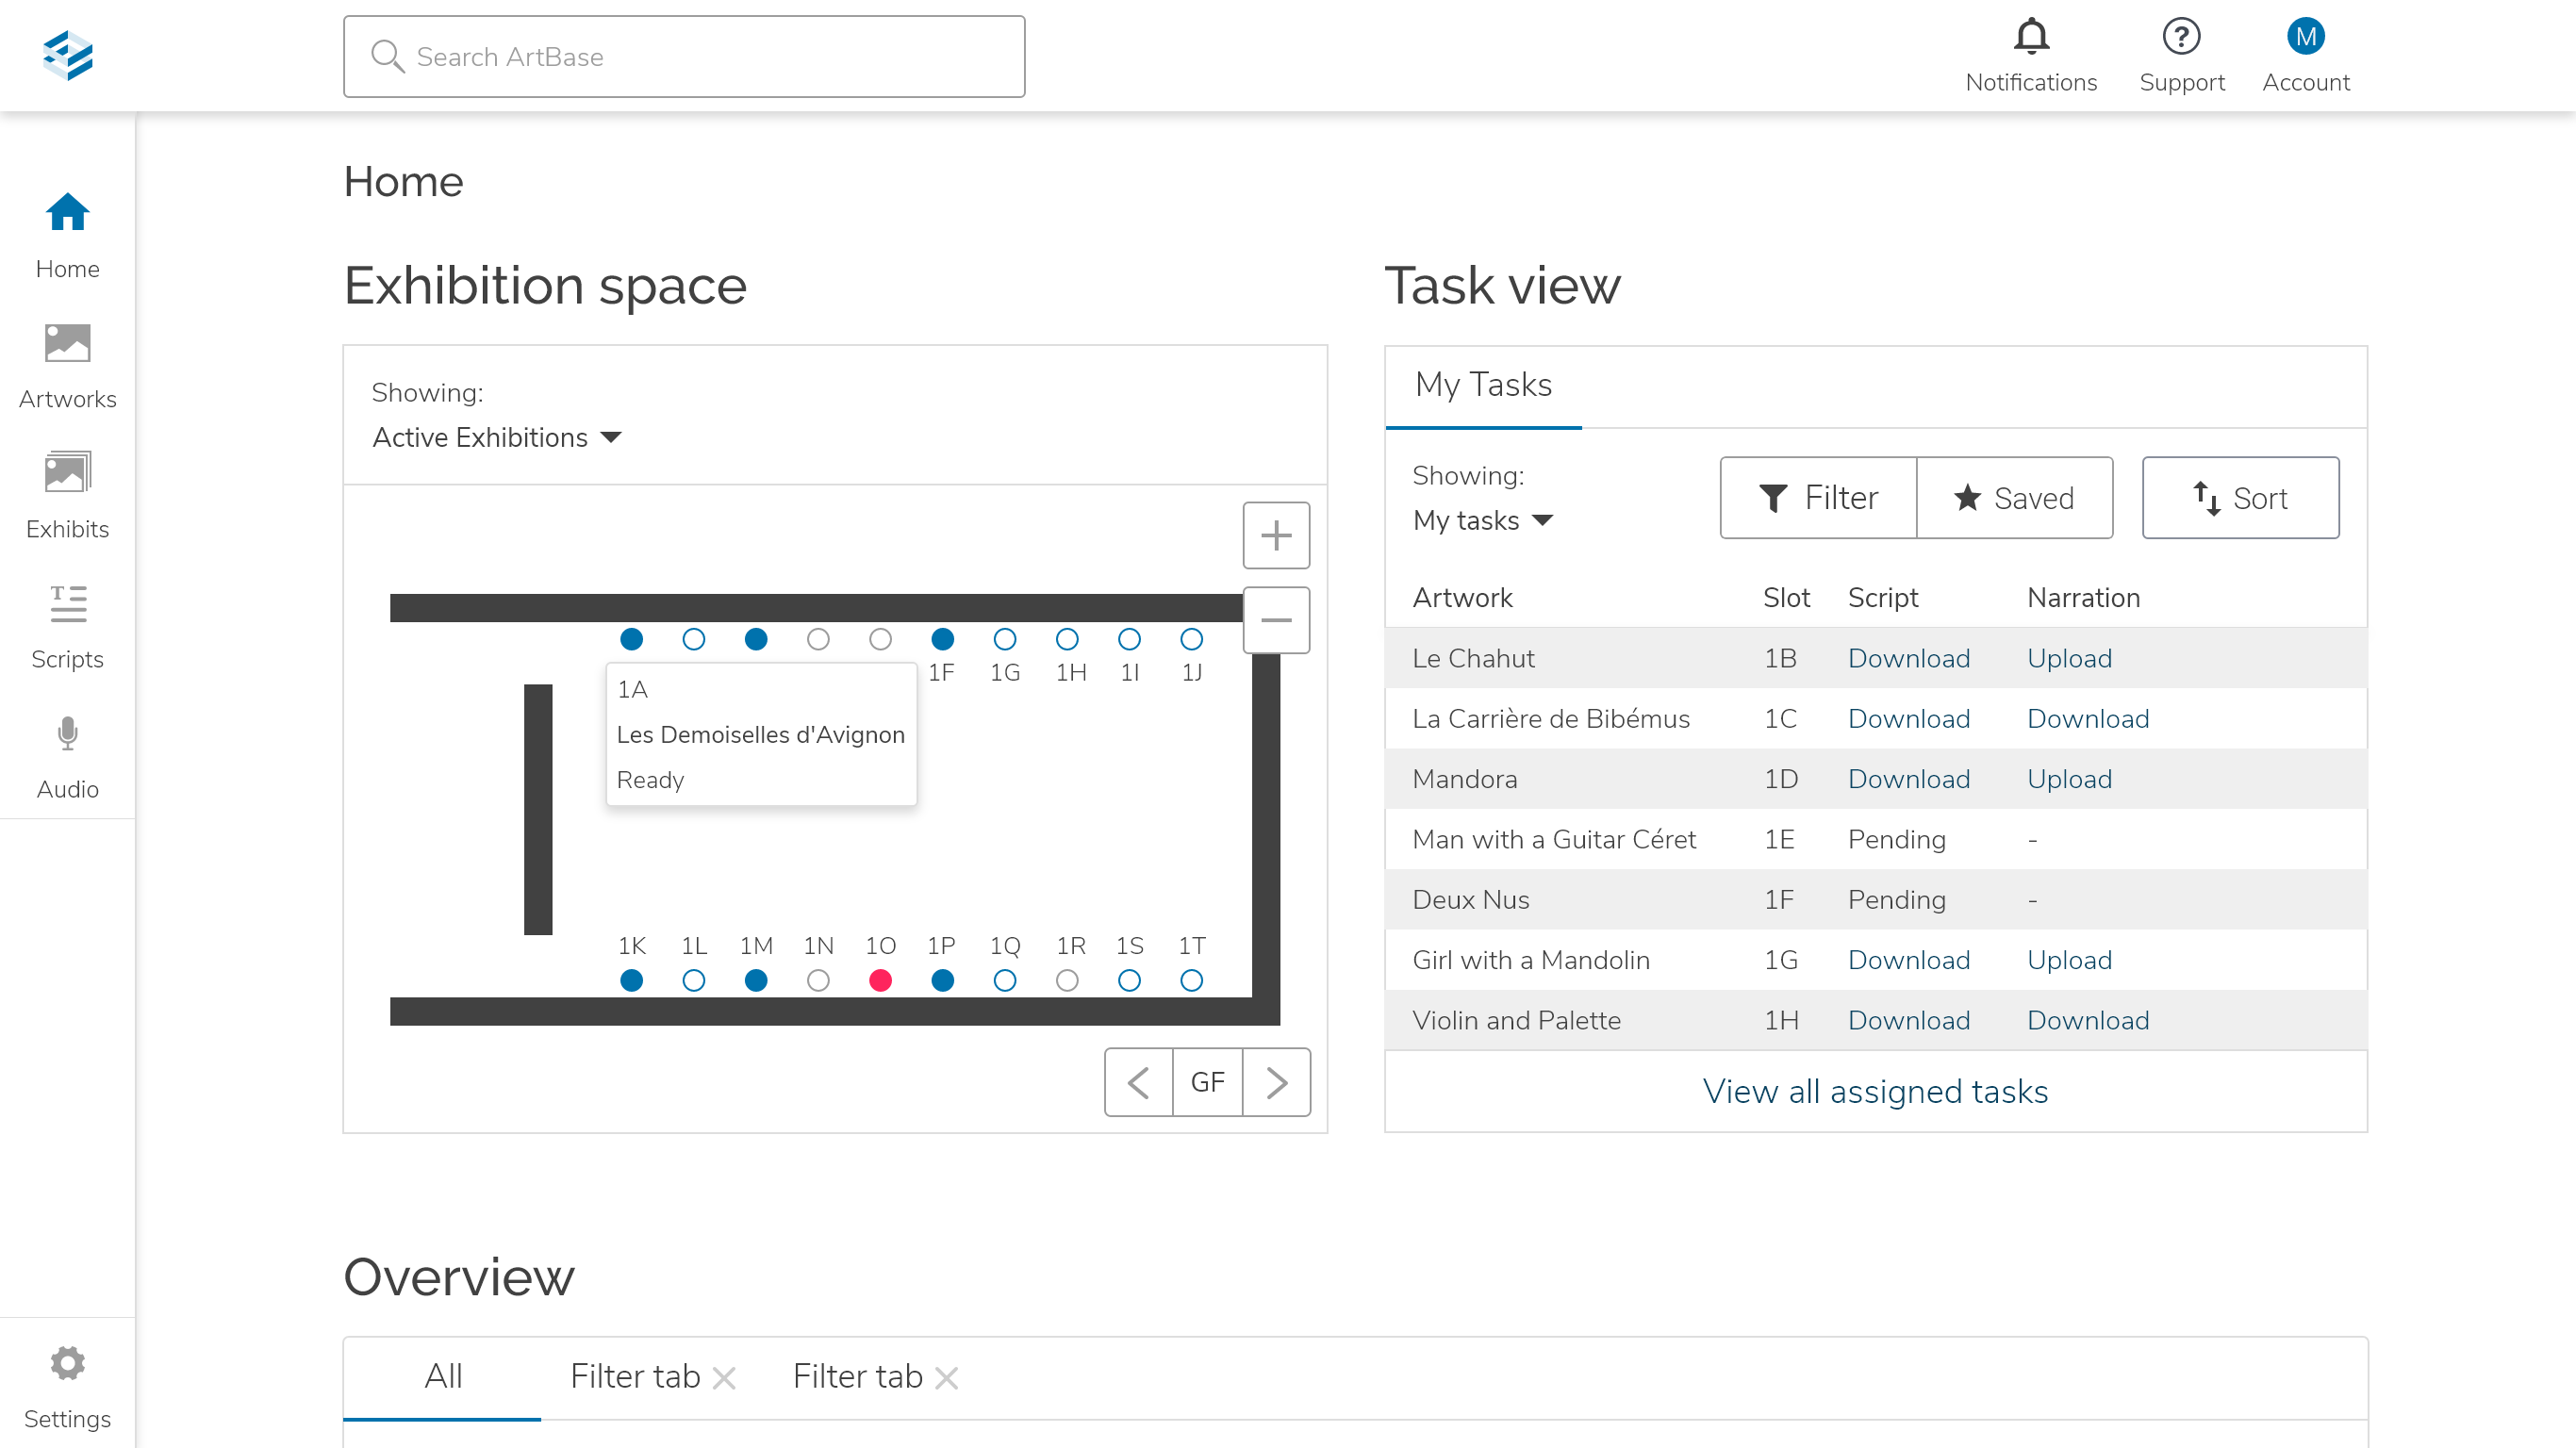 Search ArtBase
Notifications
Support
M
Account
Home
Artworks
Exhibits
Scripts
Audio
Settings
Home
Exhibition space
Showing:
Active Exhibitions
1F 1G 1H 1I 1J
1A
Les Demoiselles d'Avignon
Ready
1K 1L 1M 1N 1O 1P 1Q 1R 1S 1T
GF
Task view
My Tasks
Showing:
My tasks
Filter
Saved
Sort
Artwork Slot Script Narration
Le Chahut 1B Download Upload
La Carrière de Bibémus 1C Download Download
Mandora 1D Download Upload
Man with a Guitar Céret 1E Pending -
Deux Nus 1F Pending -
Girl with a Mandolin 1G Download Upload
Violin and Palette 1H Download Download
View all assigned tasks
Overview
All
Filter tab
Filter tab